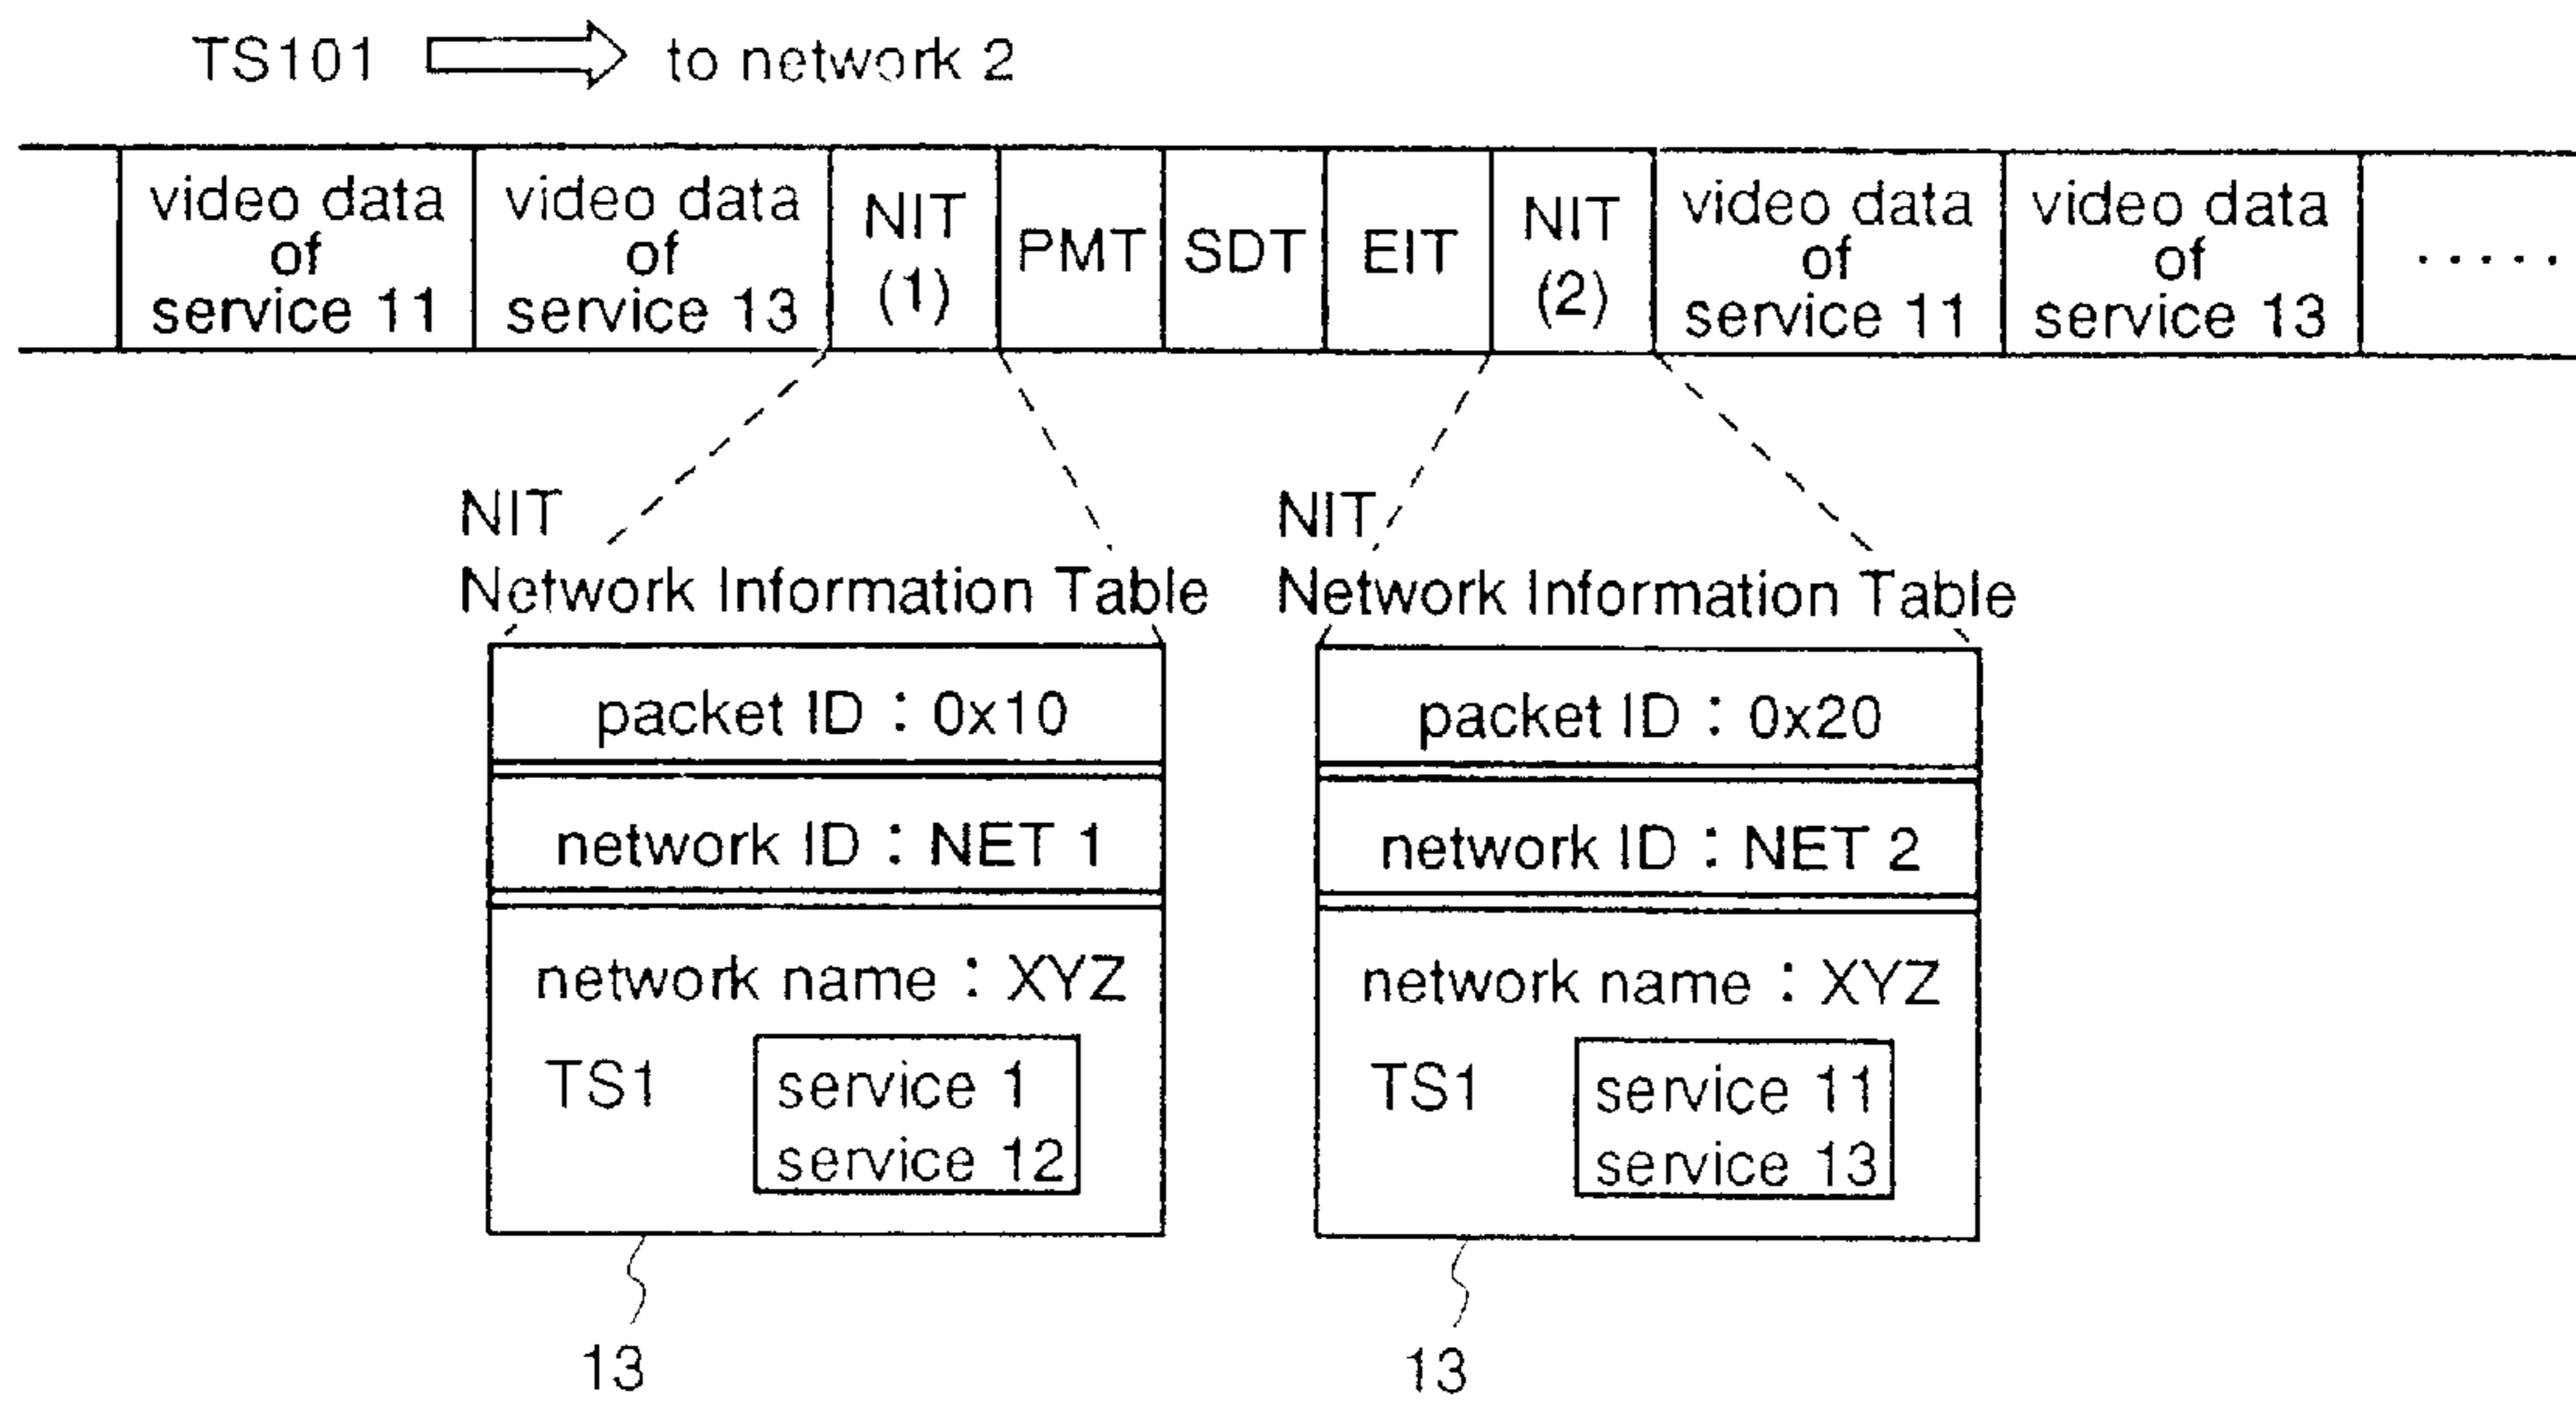 TS101 to network 2
video data of service 11
video data of service 13
NIT (1)
PMT
SDT
EIT
NIT (2)
video data of service 11
video data of service 13
.....
NIT
Network Information Table
packet ID : 0x10
network ID : NET 1
network name : XYZ
TS1
service 1
service 12
13
NIT
Network Information Table
packet ID : 0x20
network ID : NET 2
network name : XYZ
TS1
service 11
service 13
13